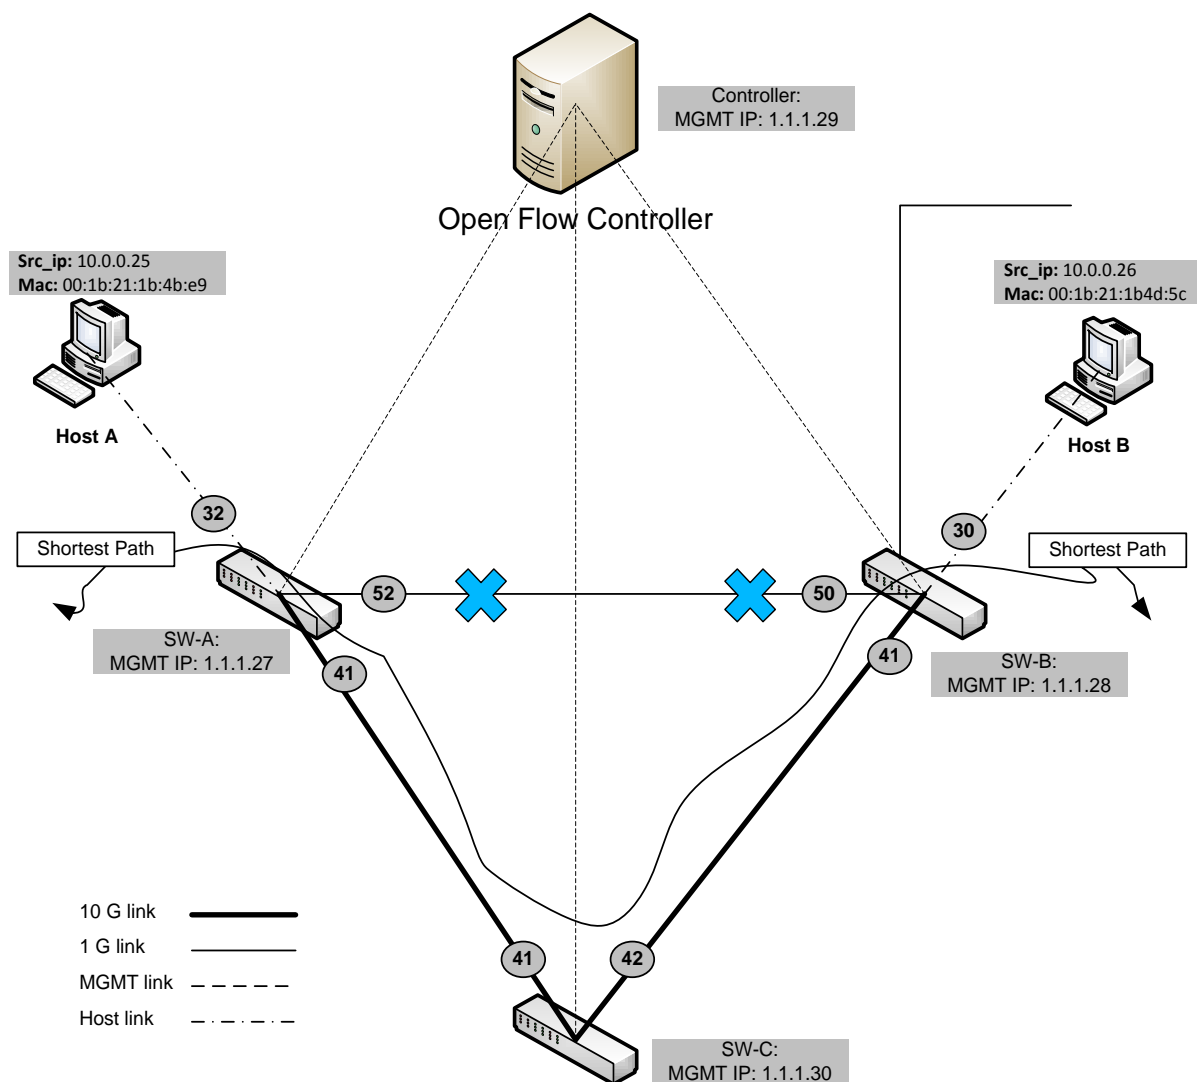 Controller:
MGMT IP: 1.1.1.29
Open Flow Controller
Src_ip: 10.0.0.25
Mac: 00:1b:21:1b:4b:e9
Src_ip: 10.0.0.26
Mac: 00:1b:21:1b4d:5c
Host A
Host B
32
30
Shortest Path
Shortest Path
52
50
SW-A:
MGMT IP: 1.1.1.27
41
41
SW-B:
MGMT IP: 1.1.1.28
10 G link
1 G link
MGMT link
Host link
41
42
SW-C:
MGMT IP: 1.1.1.30